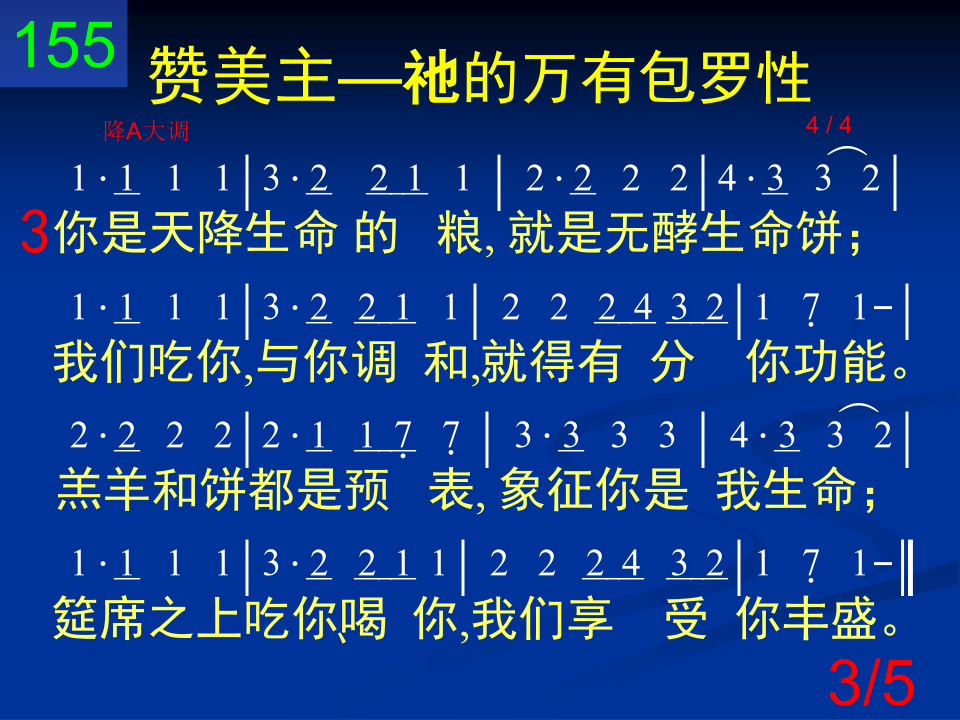 155
赞美主—祂的万有包罗性
降A大调 4 / 4
1 · 1 1 1 | 3 · 2 2 1 1 | 2 · 2 2 2 | 4 · 3 3 2 |
3 你是天降生命 的 粮, 就是无酵生命饼;
1 · 1 1 1 | 3 · 2 2 1 1 | 2 2 2 4 3 2 | 1 7̣ 1 - |
我们吃你,与你调 和,就得有 分 你功能。
2 · 2 2 2 | 2 · 1 1 7̣ 7̣ | 3 · 3 3 3 | 4 · 3 3 2 |
羔羊和饼都是预 表, 象征你是 我生命;
1 · 1 1 1 | 3 · 2 2 1 1 | 2 2 2 4 3 2 | 1 7̣ 1 - ‖
筵席之上吃你、喝 你,我们享 受 你丰盛。
3/5